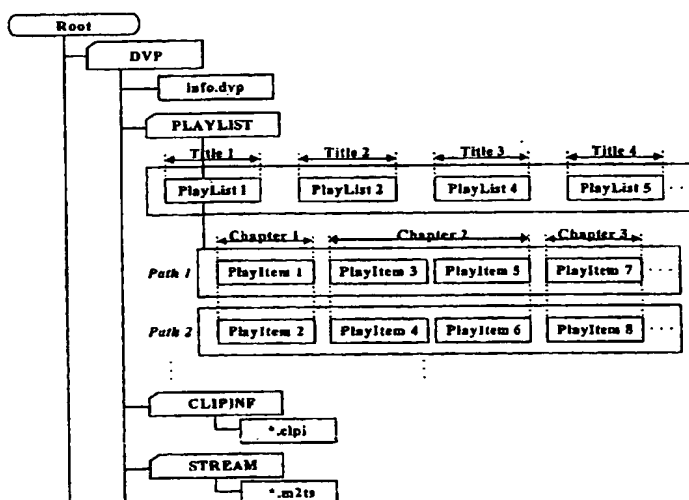 Root
DVP
info.dvp
PLAYLIST
Title 1 Title 2 Title 3 Title 4
PlayList 1 PlayList 2 PlayList 4 PlayList 5
Chapter 1 Chapter 2 Chapter 3
Path 1 PlayItem 1 PlayItem 3 PlayItem 5 PlayItem 7
Path 2 PlayItem 2 PlayItem 4 PlayItem 6 PlayItem 8
CLIPINF
*.clpi
STREAM
*.m2ts